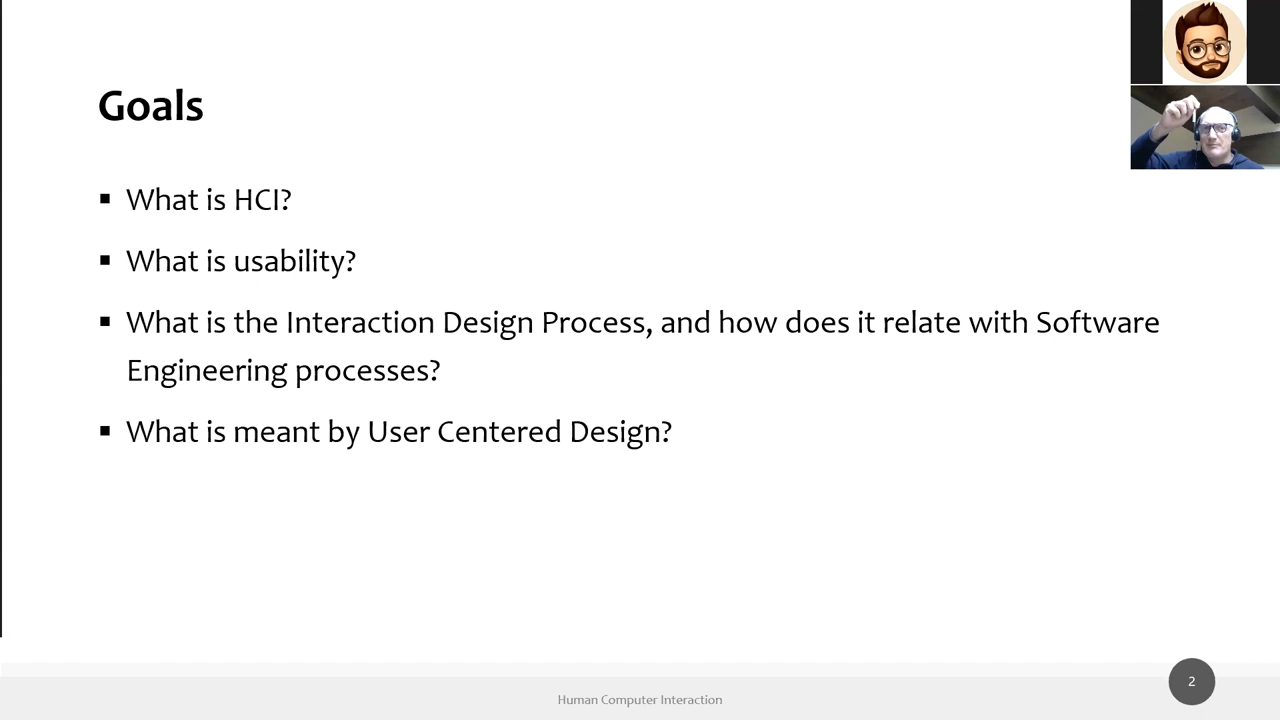 Goals
▪ What is HCI?
▪ What is usability?
▪ What is the Interaction Design Process, and how does it relate with Software
Engineering processes?
▪ What is meant by User Centered Design?
Human Computer Interaction
2